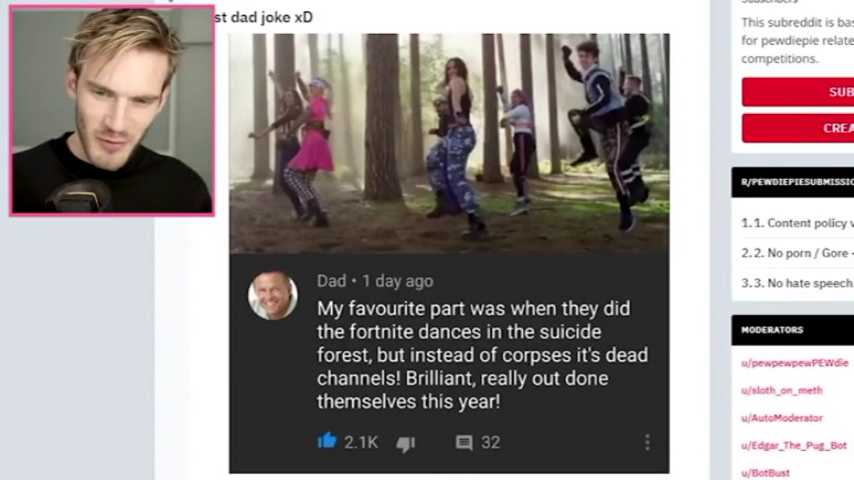 st dad joke xD
Dad • 1 day ago
My favourite part was when they did
the fortnite dances in the suicide
forest, but instead of corpses it's dead
channels! Brilliant, really out done
themselves this year!
2.1K
32
This subreddit is bas
for pewdiepie relate
competitions.
SUB
CREA
R/PEWDIEPIESUBMISSIO
1.1. Content policy v
2.2. No porn / Gore
3.3. No hate speech
MODERATORS
u/pewpewpewPEWdie
u/sloth_on_meth
u/AutoModerator
u/Edgar_The_Pug_Bot
u/BotBust